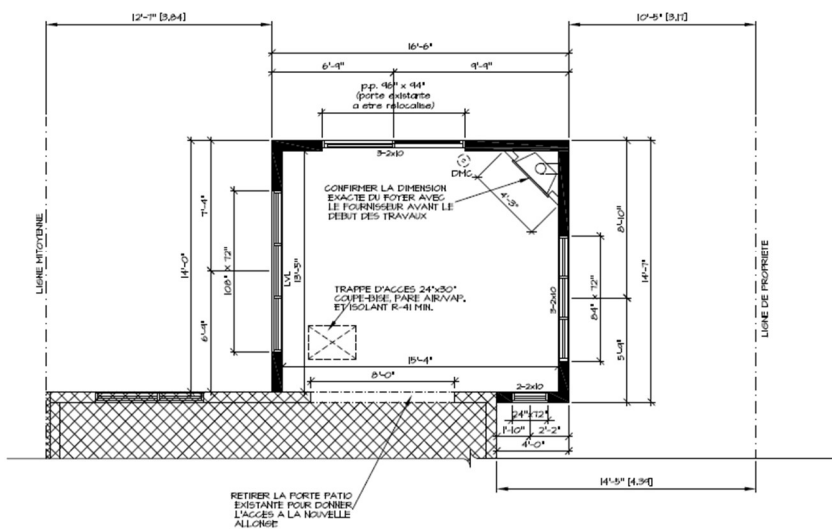 12'-7" [3,84]
10'-5" [3,17]
16'-6"
6'-9"
9'-9"
p.p. 96" x 94"
(porte existante
a etre relocalise)
3-2x10
DMC
4'-3"
CONFIRMER LA DIMENSION
EXACTE DU FOYER AVEC
LE FOURNISSEUR AVANT LE
DEBUT DES TRAVAUX
LIGNE MITOYENNE
14'-0"
7'-4"
6'-9"
108" x 72"
LVL
13'-5"
TRAPPE D'ACCES 24"x30"
COUPE-BISE, PARE AIR/VAP.
ET ISOLANT R-41 MIN.
3-2x10
84" x 72"
8'-10"
5'-9"
14'-7"
LIGNE DE PROPRIETE
15'-4"
8'-0"
2-2x10
24"x72"
1'-10"
2'-2"
4'-0"
14'-5" [4,39]
RETIRER LA PORTE PATIO
EXISTANTE POUR DONNER
L'ACCES A LA NOUVELLE
ALLONGE